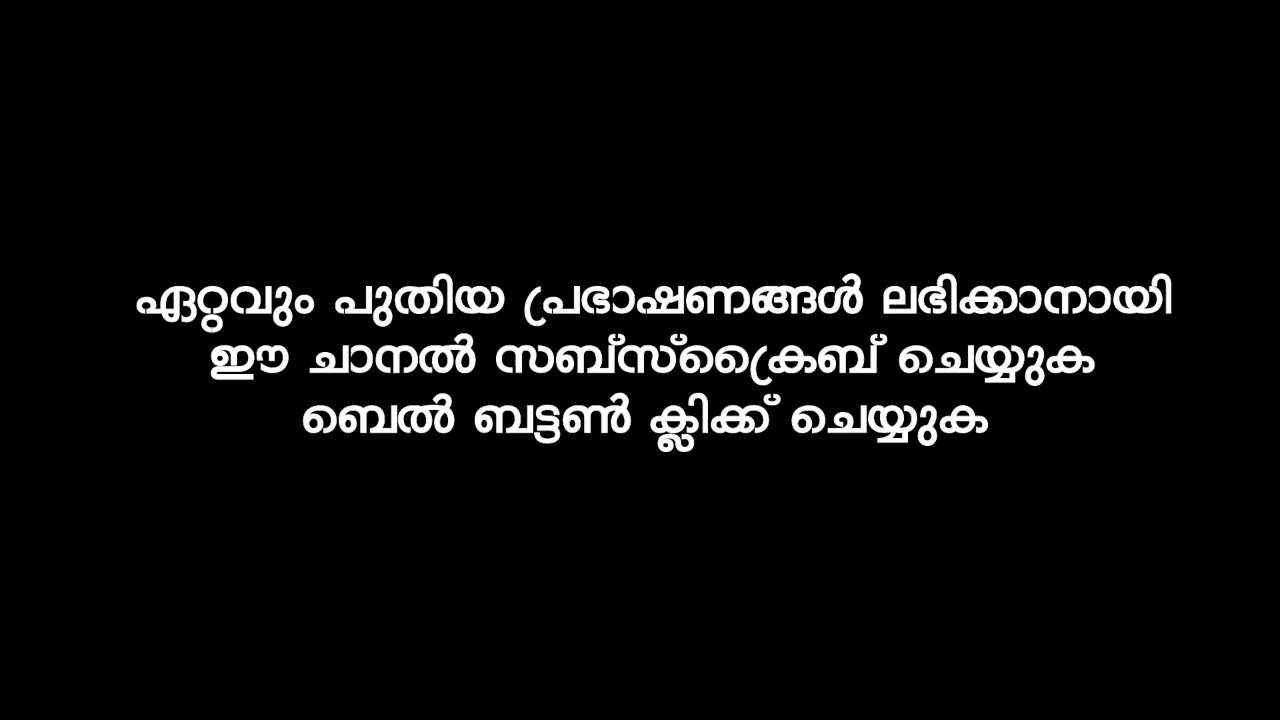 ഏറ്റവും പുതിയ പ്രഭാഷണങ്ങൾ ലഭിക്കാനായി
ഈ ചാനൽ സബ്സ്ക്രൈബ് ചെയ്യുക
ബെൽ ബട്ടൺ ക്ലിക്ക് ചെയ്യുക